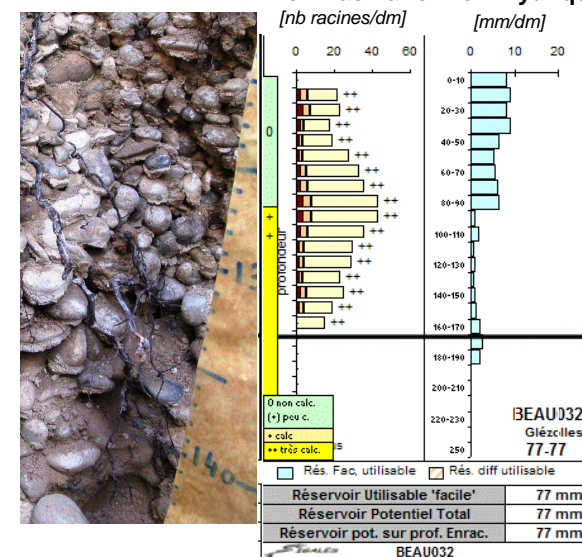 [nb racines/dm]
[mm/dm]
0 20 40 60
0 10 20
0-10
++
20-30
++
0
++
40-50
++
++
60-70
++
++
80-90
++
+
++
+
100-110
++
profondeur
++
120-130
++
++
140-150
++
++
160-170
++
180-190
200-210
0 non calc.
(+) peu c.
220-230
BEAU032
Glézolles
+ calc
++ très calc.
250
77-77
140
Rés. Fac, utilisable
Rés. diff utilisable
Réservoir Utilisable 'facile' 77 mm
Réservoir Potentiel Total 77 mm
Réservoir pot. sur prof. Enrac. 77 mm
SIGALES
BEAU032